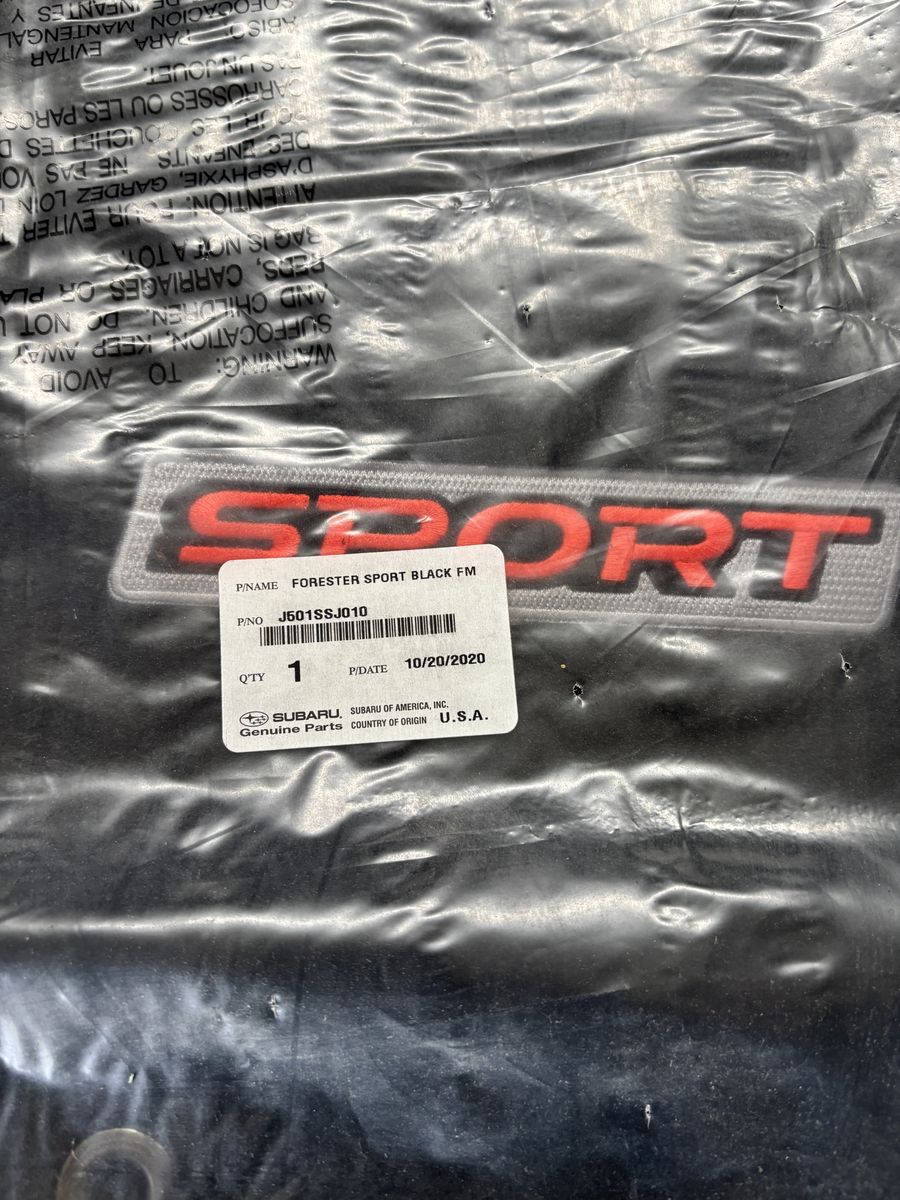 WARNING: TO AVOID
SUFFOCATION, KEEP AWAY
AND CHILDREN. DO NOT U
BEDS, CARRIAGES OR PLA
BAG IS NOT A TOY.
ATTENTION: POUR EVITER T
D'ASPHYXIE, GARDEZ LOIN
DES ENFANTS NE PAS
POUR LES COUCHETTES D
CARROSSES OU LES PARCS
PAS UN JOUET.
PARA EVITAR
MANTENGAL
SPORT
P/NAME FORESTER SPORT BLACK FM
P/NO J501SSJ010
Q'TY 1 P/DATE 10/20/2020
SUBARU. SUBARU OF AMERICA, INC.
Genuine Parts COUNTRY OF ORIGIN U.S.A.